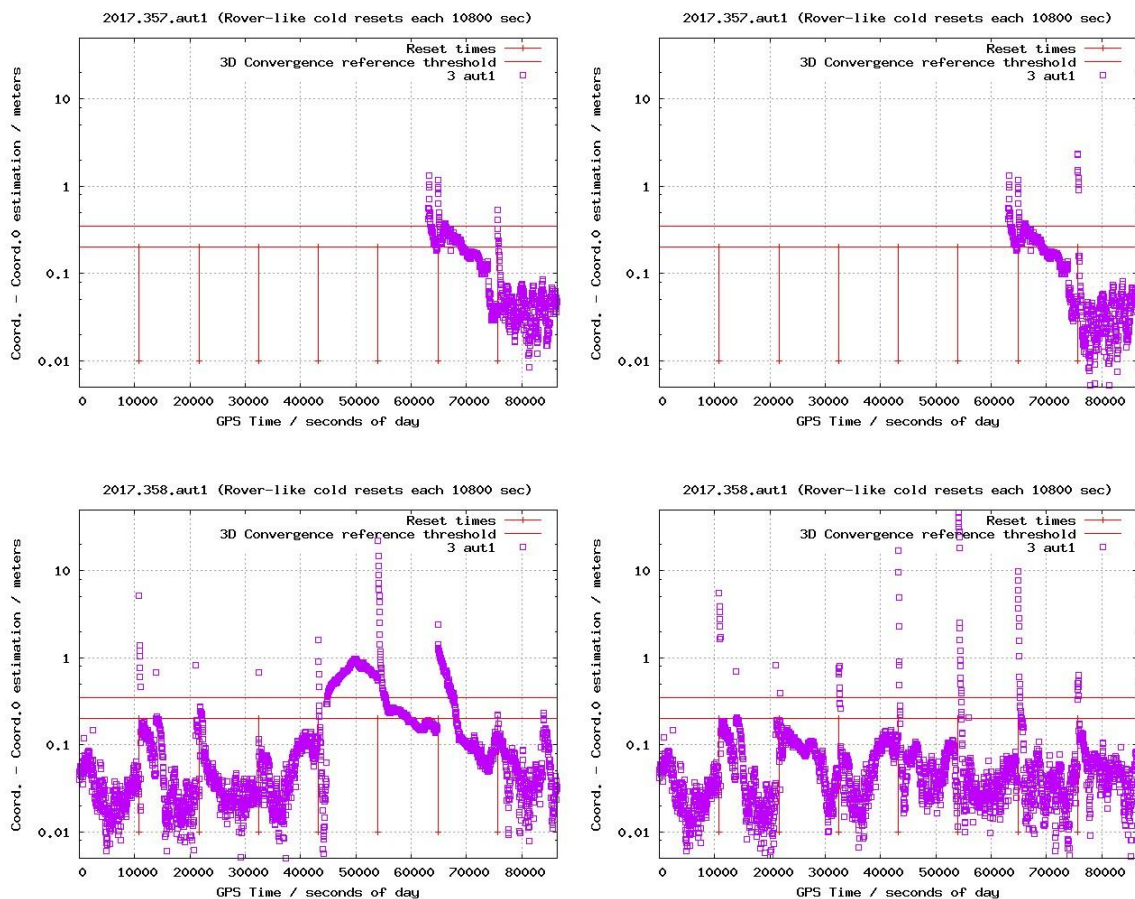 2017.357.aut1 (Rover-like cold resets each 10800 sec)
Reset times
3D Convergence reference threshold
3 aut1
Coord. - Coord.0 estimation / meters
10
1
0.1
0.01
0 10000 20000 30000 40000 50000 60000 70000 80000
GPS Time / seconds of day
2017.357.aut1 (Rover-like cold resets each 10800 sec)
Reset times
3D Convergence reference threshold
3 aut1
Coord. - Coord.0 estimation / meters
10
1
0.1
0.01
0 10000 20000 30000 40000 50000 60000 70000 80000
GPS Time / seconds of day
2017.358.aut1 (Rover-like cold resets each 10800 sec)
Reset times
3D Convergence reference threshold
3 aut1
Coord. - Coord.0 estimation / meters
10
1
0.1
0.01
0 10000 20000 30000 40000 50000 60000 70000 80000
GPS Time / seconds of day
2017.358.aut1 (Rover-like cold resets each 10800 sec)
Reset times
3D Convergence reference threshold
3 aut1
Coord. - Coord.0 estimation / meters
10
1
0.1
0.01
0 10000 20000 30000 40000 50000 60000 70000 80000
GPS Time / seconds of day